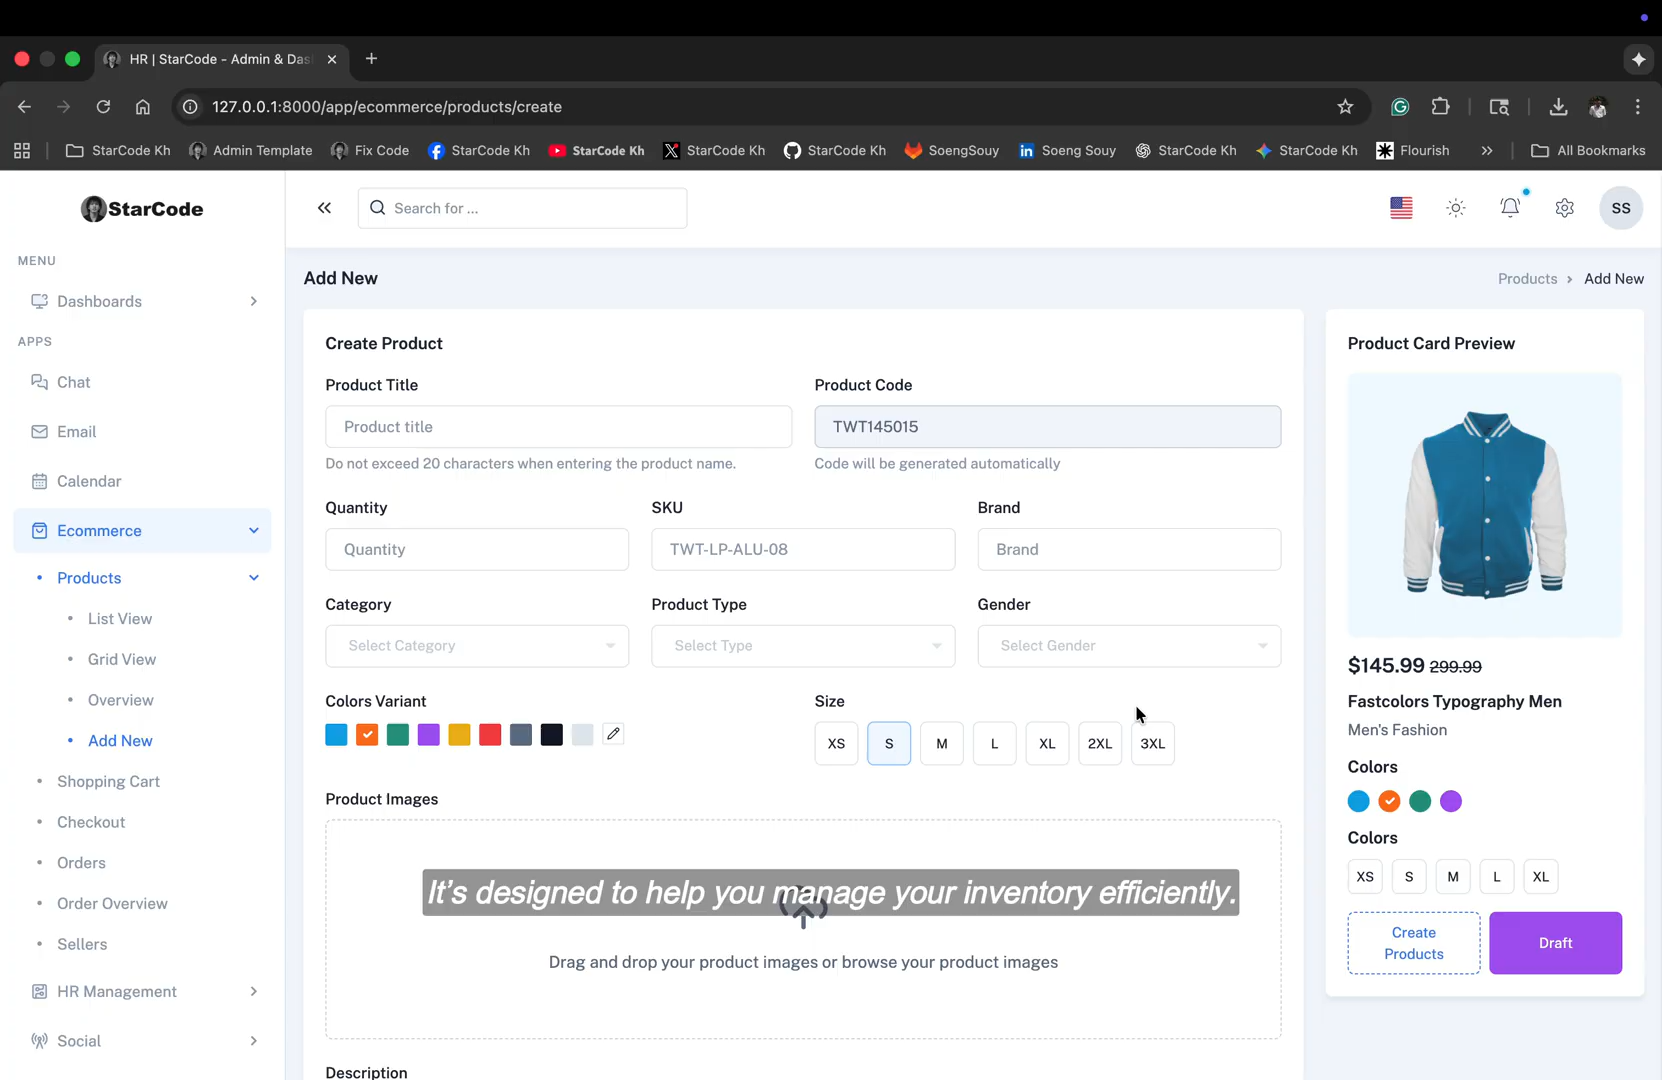 HR | StarCode - Admin & Das
127.0.0.1:8000/app/ecommerce/products/create
StarCode Kh
Admin Template
Fix Code
StarCode Kh
StarCode Kh
StarCode Kh
StarCode Kh
SoengSouy
Soeng Souy
StarCode Kh
StarCode Kh
Flourish
All Bookmarks
StarCode
Search for ...
SS
MENU
Dashboards
APPS
Chat
Email
Calendar
Ecommerce
Products
List View
Grid View
Overview
Add New
Shopping Cart
Checkout
Orders
Order Overview
Sellers
HR Management
Social
Add New
Products
Add New
Create Product
Product Title
Product title
Do not exceed 20 characters when entering the product name.
Product Code
TWT145015
Code will be generated automatically
Quantity
Quantity
SKU
TWT-LP-ALU-08
Brand
Brand
Category
Select Category
Product Type
Select Type
Gender
Select Gender
Colors Variant
Size
XS
S
M
L
XL
2XL
3XL
Product Images
It's designed to help you manage your inventory efficiently.
Drag and drop your product images or browse your product images
Description
Product Card Preview
$145.99 299.99
Fastcolors Typography Men
Men's Fashion
Colors
Colors
XS
S
M
L
XL
Create
Products
Draft